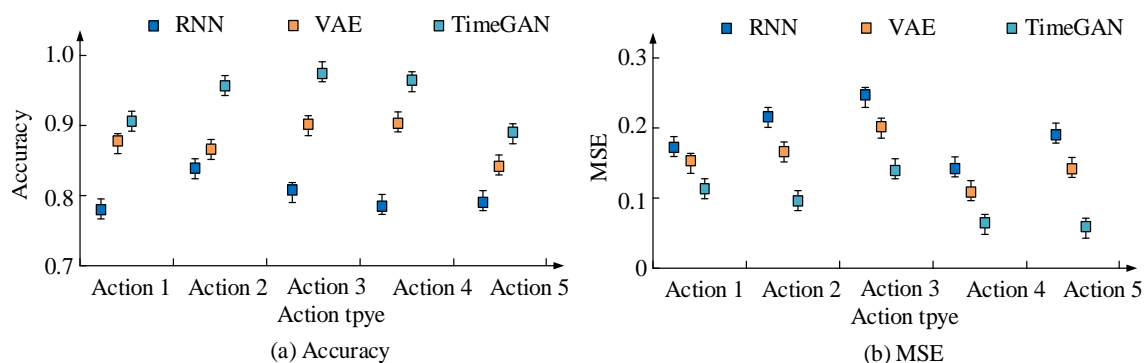 RNN VAE TimeGAN
1.0
0.9
0.8
0.7
Accuracy
Action 1 Action 2 Action 3 Action 4 Action 5
Action tpye
(a) Accuracy
RNN VAE TimeGAN
0.3
0.2
0.1
0
MSE
Action 1 Action 2 Action 3 Action 4 Action 5
Action tpye
(b) MSE